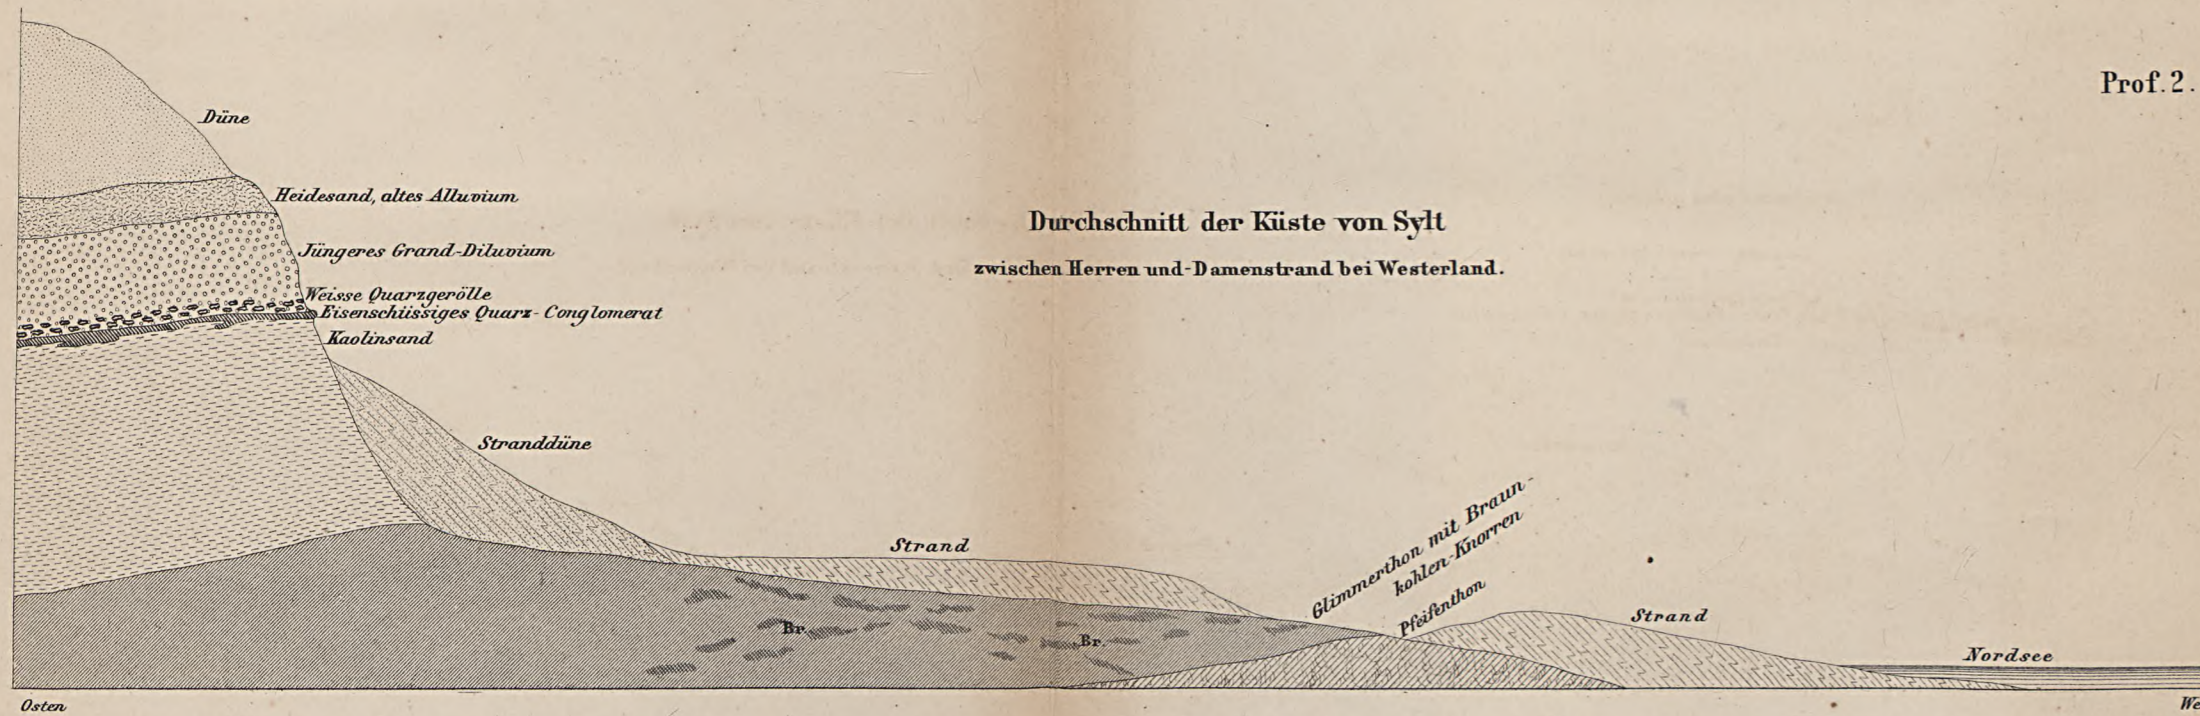 Prof. 2.
Düne
Heidesand, altes Alluvium
Durchschnitt der Küste von Sylt
Jüngeres Grand-Diluvium
zwischen Herren und-Damenstrand bei Westerland.
Weisse Quarzgerölle
Eisenschüssiges Quarz-Conglomerat
Kaolinsand
Stranddüne
Glimmerthon mit Braun-
kohlen-Knorren
Pfeifenthon
Strand
Strand
Br.
Br.
Nordsee
Osten
We